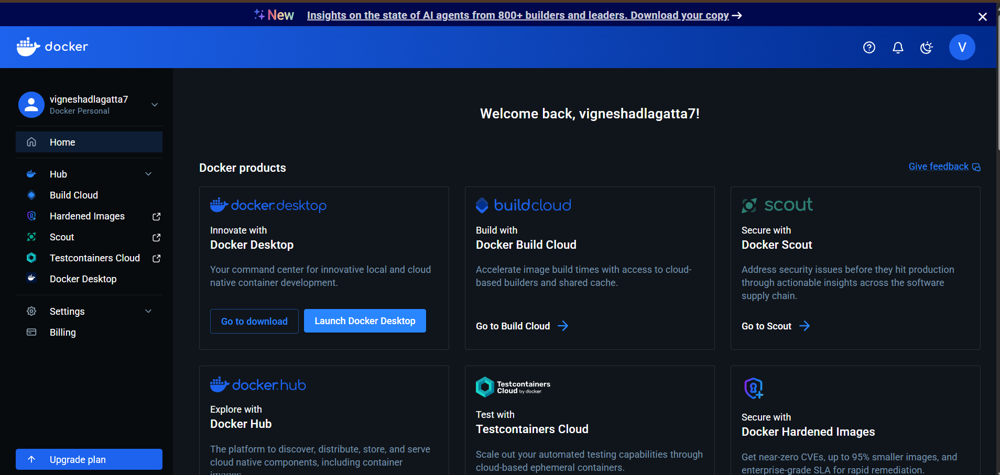 New
Insights on the state of AI agents from 800+ builders and leaders. Download your copy
docker
V
vigneshadlagatta7
Docker Personal
Home
Hub
Build Cloud
Hardened Images
Scout
Testcontainers Cloud
Docker Desktop
Settings
Billing
Upgrade plan
Welcome back, vigneshadlagatta7!
Docker products
Give feedback
docker.desktop
Innovate with
Docker Desktop
Your command center for innovative local and cloud
native container development.
Go to download
Launch Docker Desktop
buildcloud
Build with
Docker Build Cloud
Accelerate image build times with access to cloud-
based builders and shared cache.
Go to Build Cloud
scout
Secure with
Docker Scout
Address security issues before they hit production
through actionable insights across the software
supply chain.
Go to Scout
docker.hub
Explore with
Docker Hub
The platform to discover, distribute, store, and serve
cloud native components, including container
images.
Testcontainers
Cloud by docker
Test with
Testcontainers Cloud
Scale out your automated testing capabilities through
cloud-based ephemeral containers.
Secure with
Docker Hardened Images
Get near-zero CVEs, up to 95% smaller images, and
enterprise-grade SLA for rapid remediation.